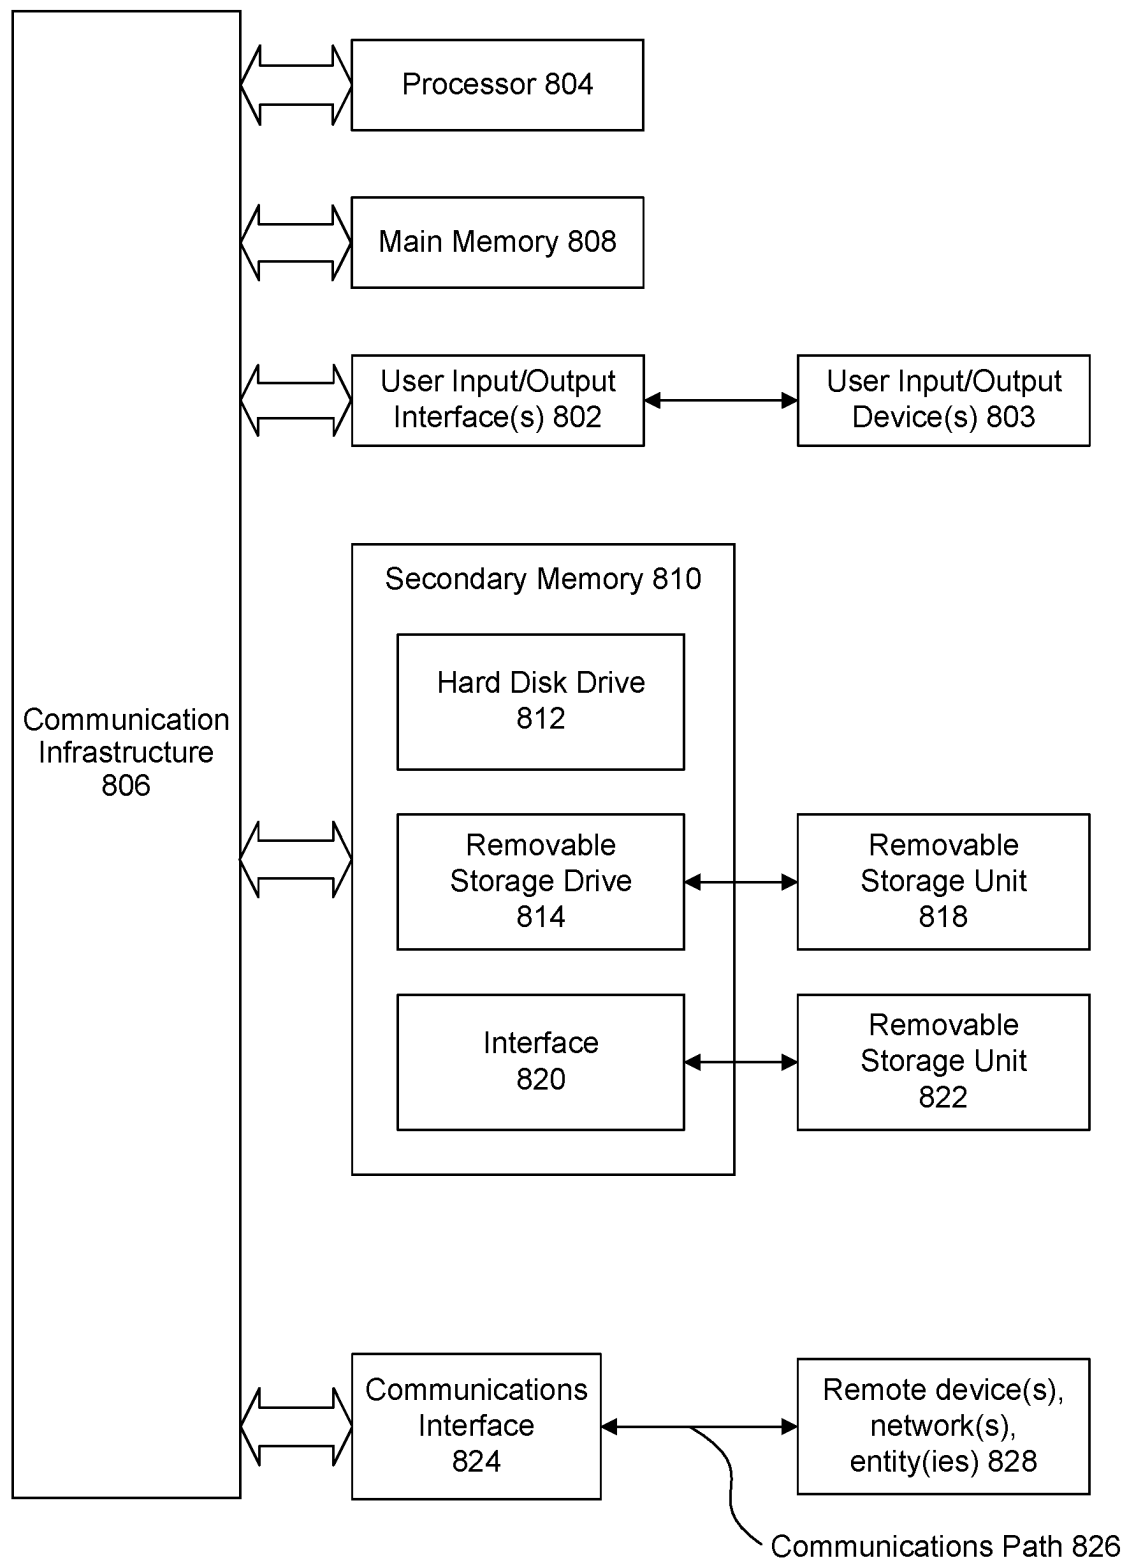 Processor 804
Main Memory 808
User Input/Output
Interface(s) 802
User Input/Output
Device(s) 803
Secondary Memory 810
Hard Disk Drive
812
Communication
Infrastructure
806
Removable
Storage Drive
814
Removable
Storage Unit
818
Interface
820
Removable
Storage Unit
822
Communications
Interface
824
Remote device(s),
network(s),
entity(ies) 828
Communications Path 826